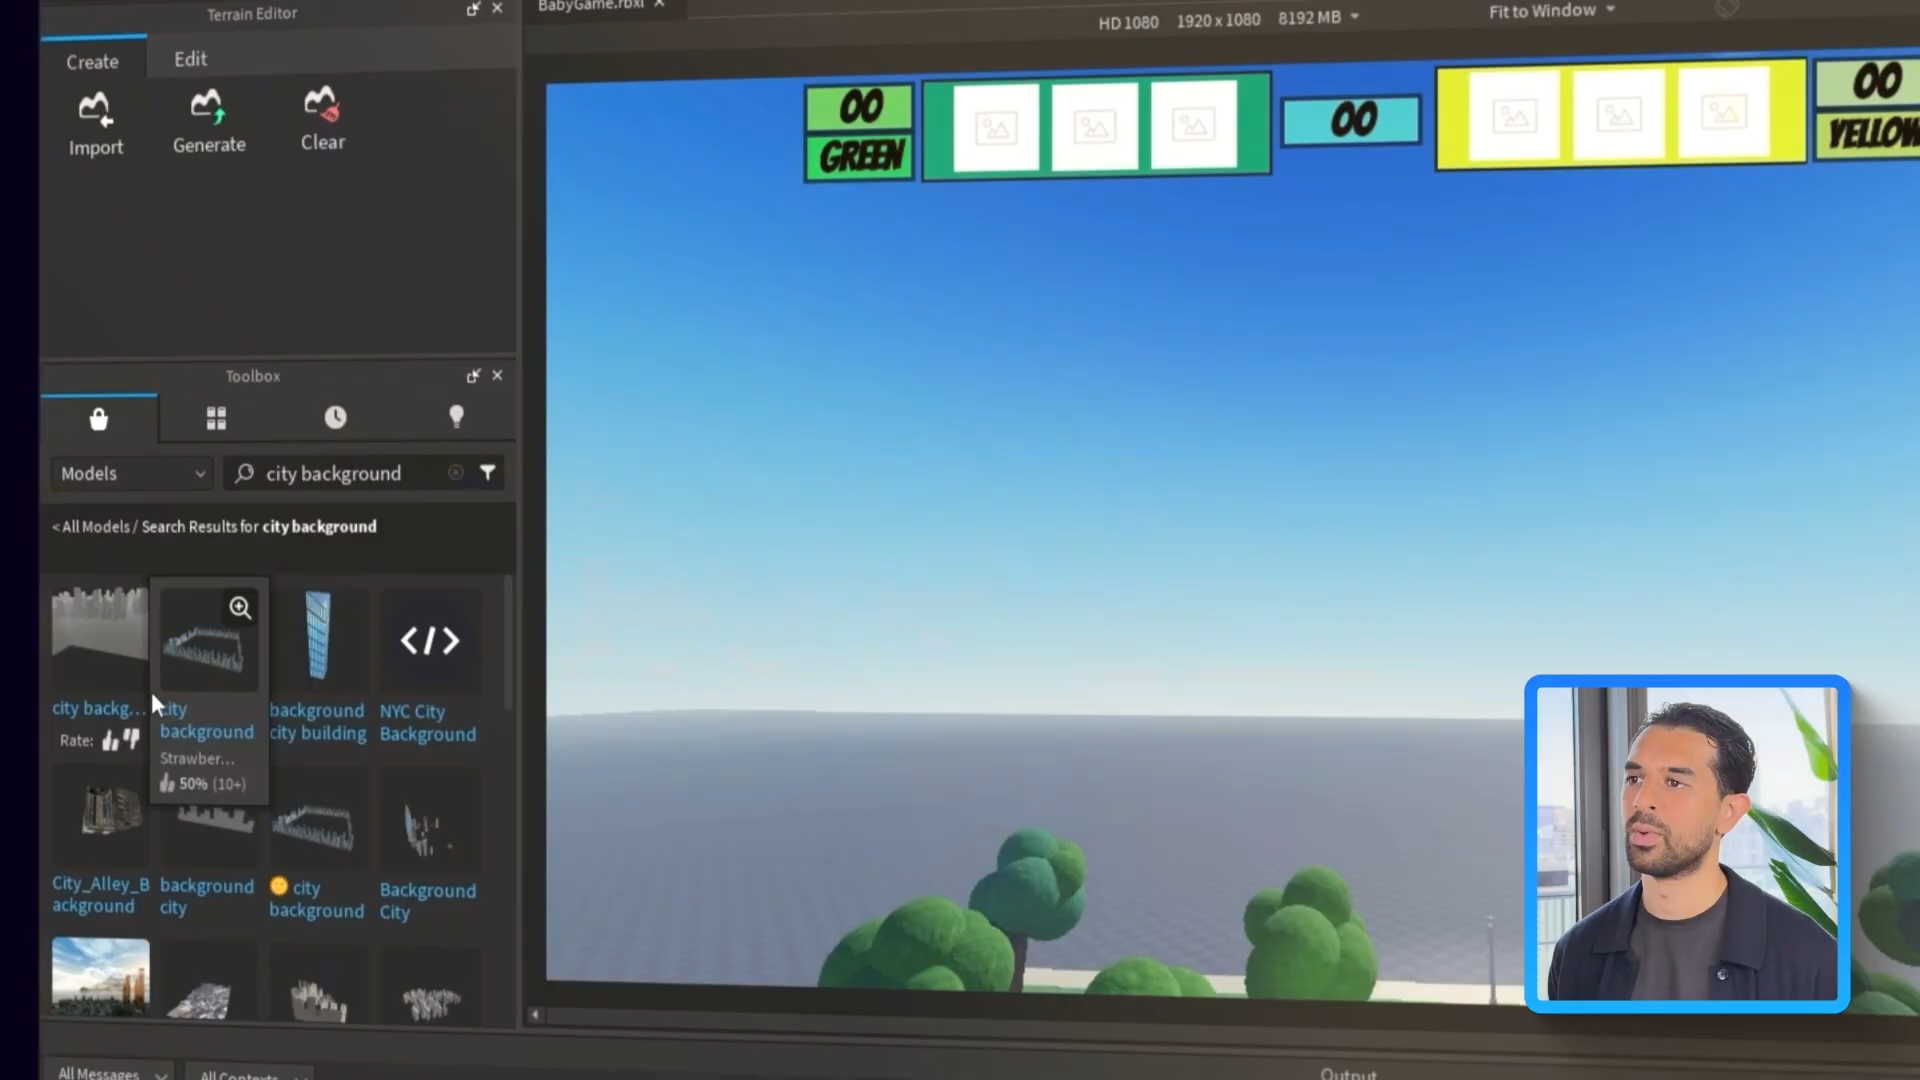 Terrain Editor
BabyGame.rbxl
HD 1080 1920 x 1080 8192 MB
Fit to Window
Create Edit
Import Generate Clear
00
GREEN
00
00
YELLOW
Toolbox
Models
city background
< All Models / Search Results for city background
city backg...
Rate:
city
background
Strawber...
50% (10+)
background
city building
NYC City
Background
City_Alley_B
ackground
background
city
city
background
Background
City
All Messages
All Contexts
Output